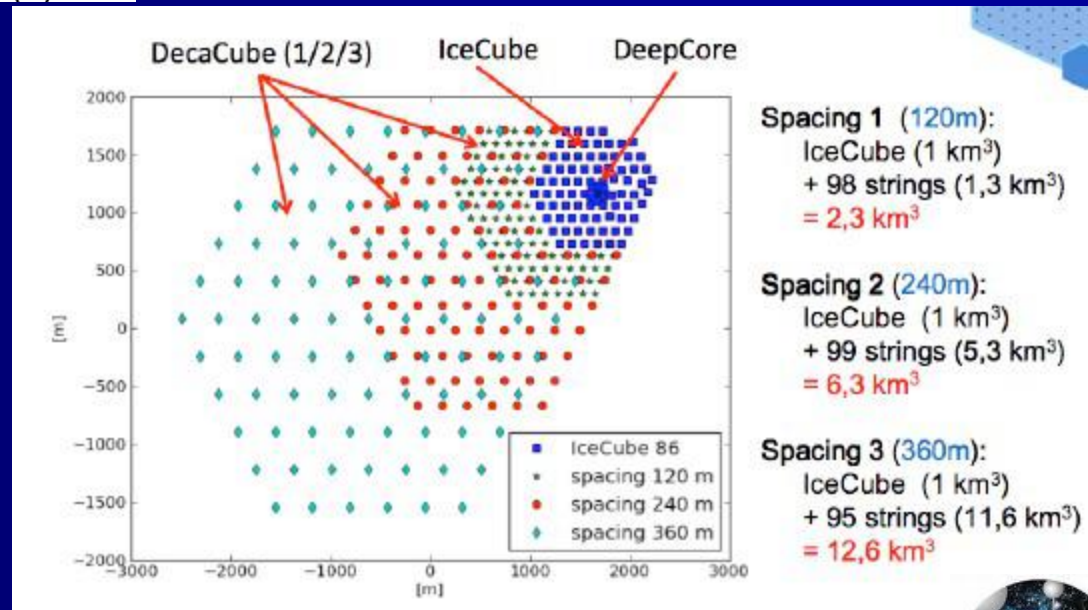 DecaCube (1/2/3) IceCube DeepCore
2000
1500
1000
500
0
−500
−1000
−1500
−2000
[m]
−3000 −2000 −1000 0 1000 2000 3000
[m]
IceCube 86
spacing 120 m
spacing 240 m
spacing 360 m
Spacing 1 (120m):
IceCube (1 km³)
+ 98 strings (1,3 km³)
= 2,3 km³
Spacing 2 (240m):
IceCube (1 km³)
+ 99 strings (5,3 km³)
= 6,3 km³
Spacing 3 (360m):
IceCube (1 km³)
+ 95 strings (11,6 km³)
= 12,6 km³